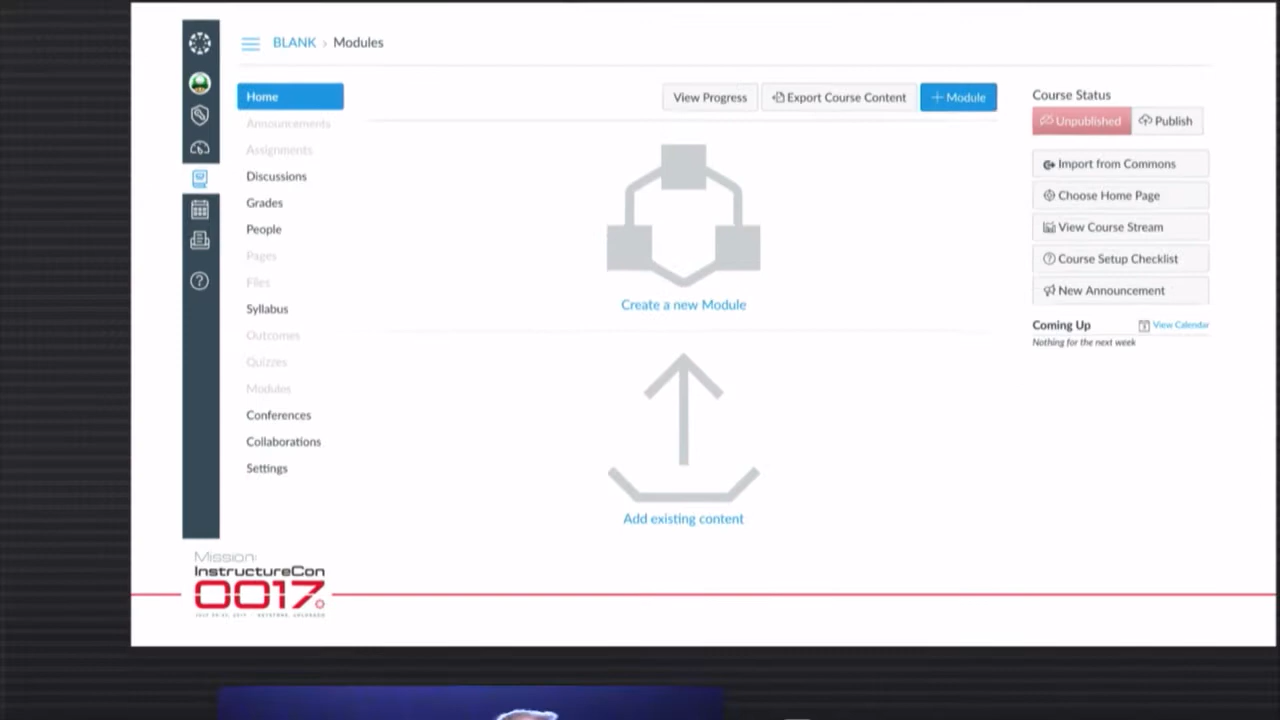 BLANK > Modules
Home
Announcements
Assignments
Discussions
Grades
People
Pages
Files
Syllabus
Outcomes
Quizzes
Modules
Conferences
Collaborations
Settings
View Progress
Export Course Content
+ Module
Create a new Module
Add existing content
Course Status
Unpublished
Publish
Import from Commons
Choose Home Page
View Course Stream
Course Setup Checklist
New Announcement
Coming Up
View Calendar
Nothing for the next week
Mission:
InstructureCon
0017